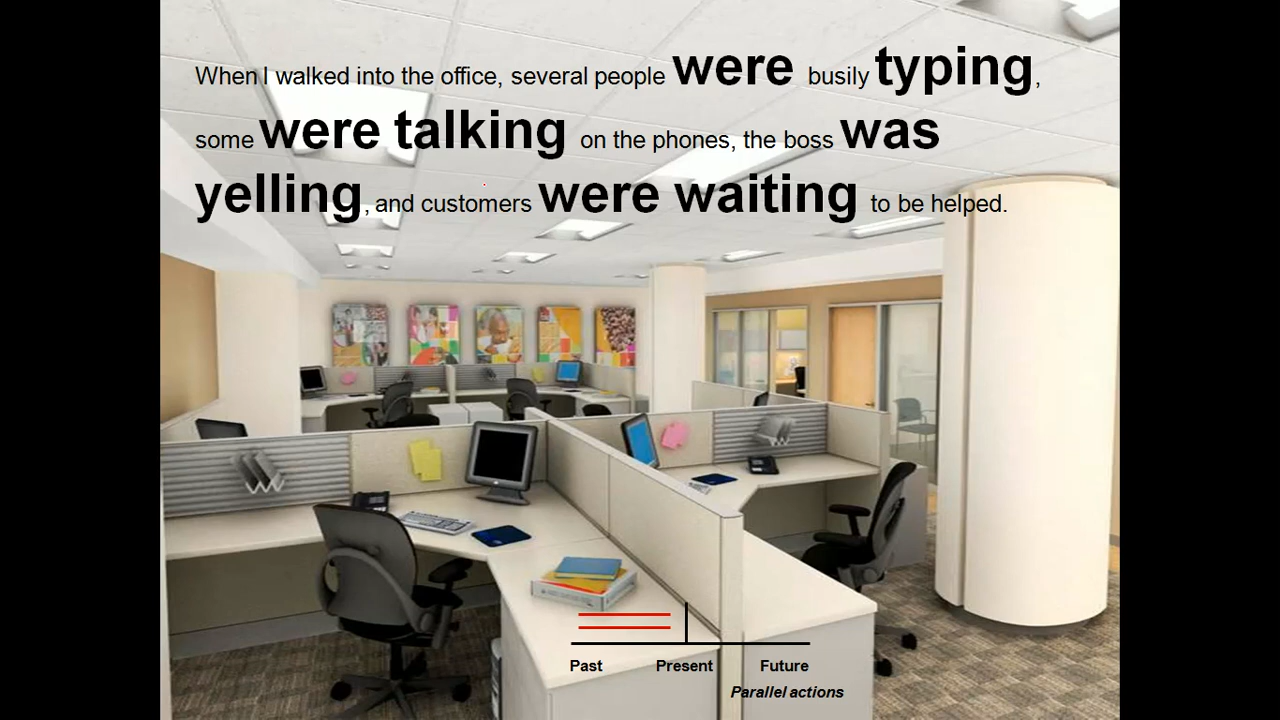 When I walked into the office, several people were busily typing,
some were talking on the phones, the boss was
yelling, and customers were waiting to be helped.
Past Present Future
Parallel actions